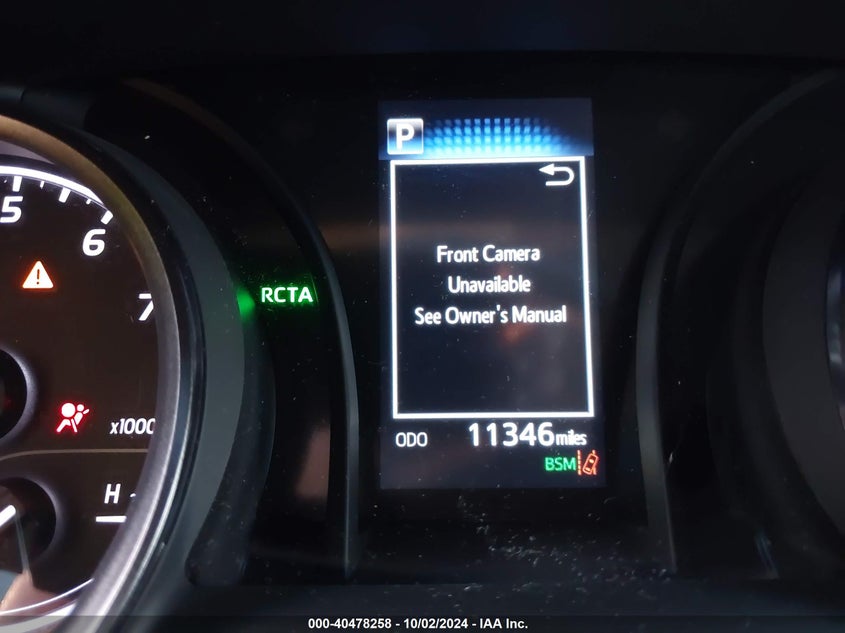 P
5
6
7
RCTA
Front Camera
Unavailable
See Owner's Manual
x1000
ODO 11346 miles
BSM
H
000-40478258 - 10/02/2024 - IAA Inc.